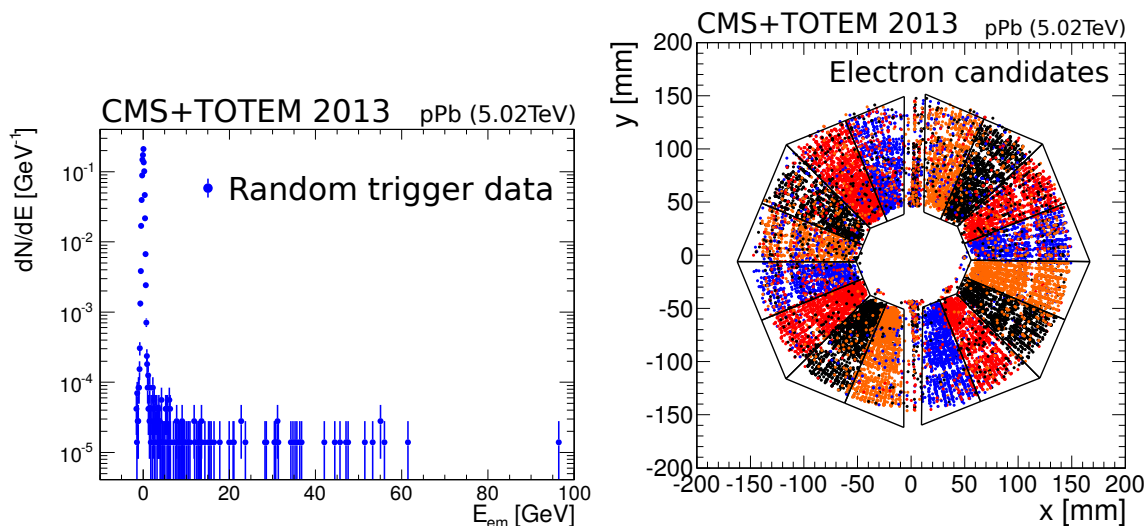 CMS+TOTEM 2013 pPb (5.02TeV)
dN/dE [GeV⁻¹]
10⁻¹
10⁻²
10⁻³
10⁻⁴
10⁻⁵
Random trigger data
0 20 40 60 80 100
E_em [GeV]
CMS+TOTEM 2013 pPb (5.02TeV)
y [mm]
Electron candidates
200
150
100
50
0
-50
-100
-150
-200
-200 -150 -100 -50 0 50 100 150 200
x [mm]